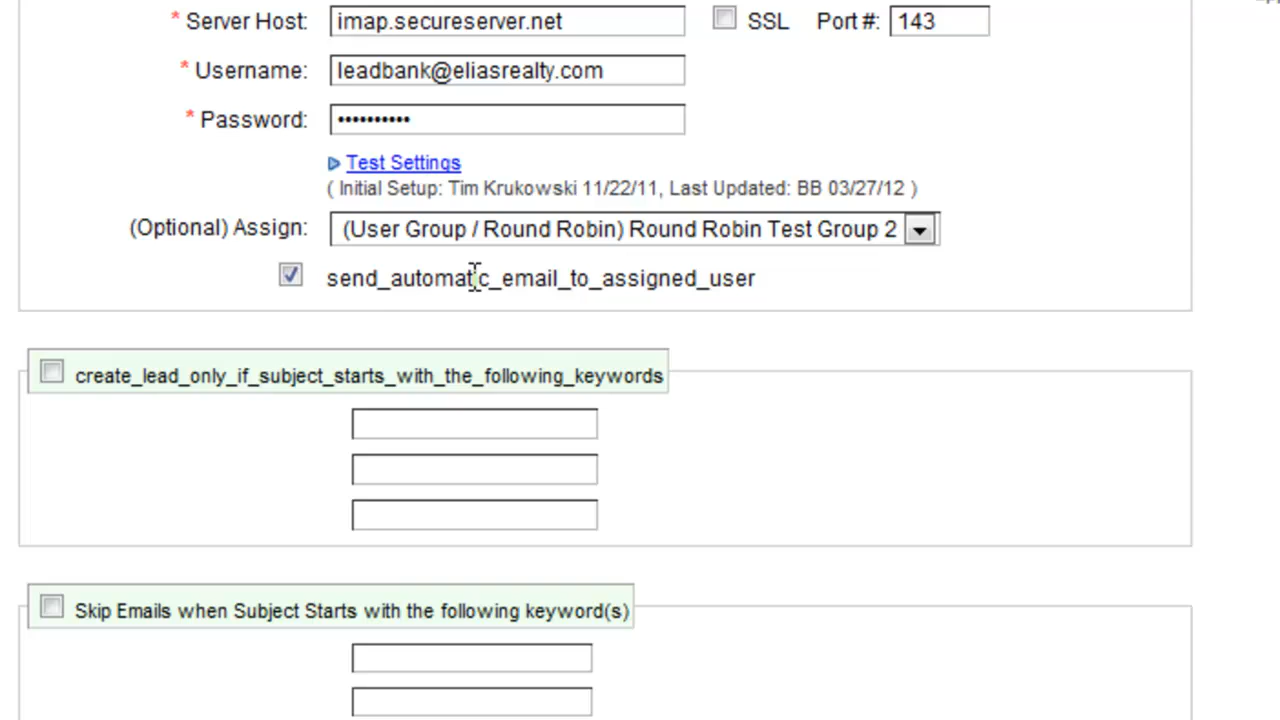 * Server Host: imap.secureserver.net SSL Port #: 143
* Username: leadbank@eliasrealty.com
* Password: ••••••••••
Test Settings
( Initial Setup: Tim Krukowski 11/22/11, Last Updated: BB 03/27/12 )
(Optional) Assign: (User Group / Round Robin) Round Robin Test Group 2
send_automatic_email_to_assigned_user
create_lead_only_if_subject_starts_with_the_following_keywords
Skip Emails when Subject Starts with the following keyword(s)